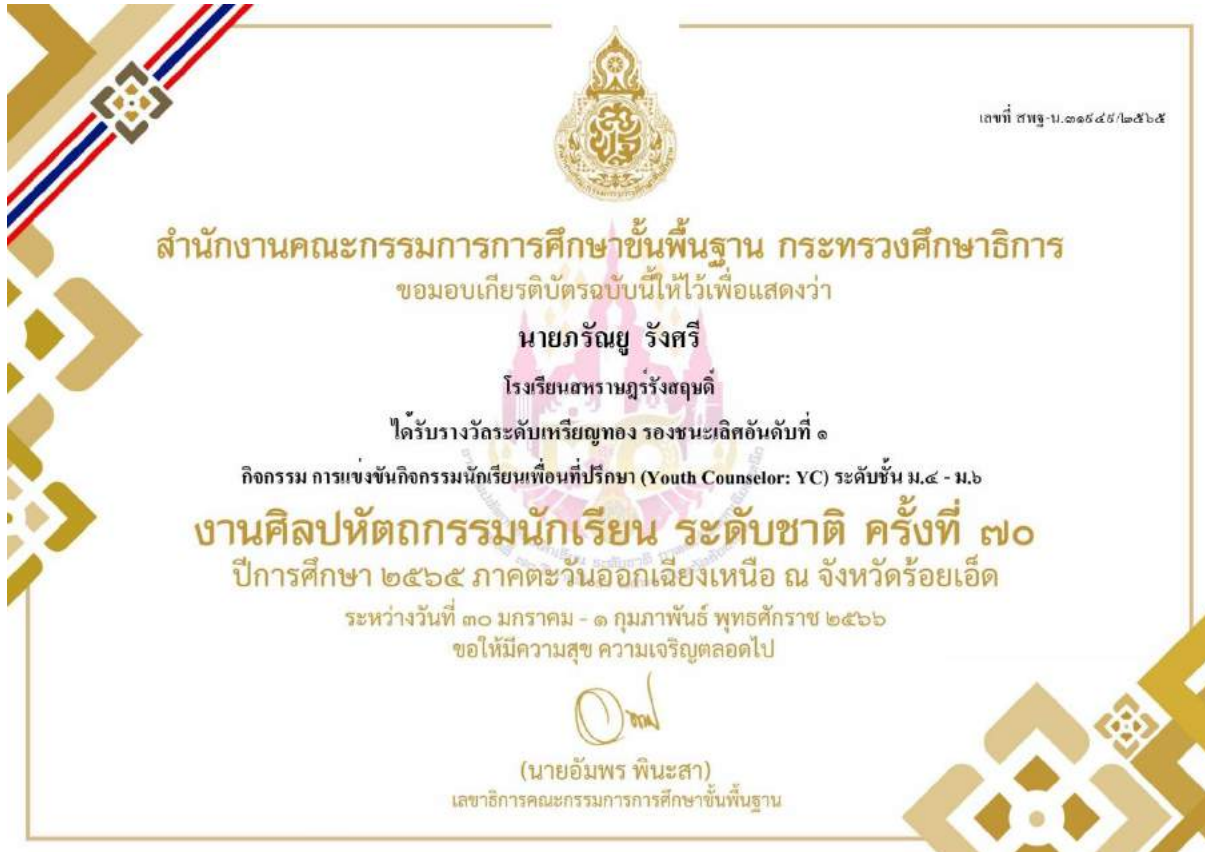 เลขที่ สพฐ-น.๓๑๙๔๙/๒๕๖๕
สำนักงานคณะกรรมการการศึกษาขั้นพื้นฐาน กระทรวงศึกษาธิการ
ขอมอบเกียรติบัตรฉบับนี้ให้ไว้เพื่อแสดงว่า
นายภรัณยู รังศรี
โรงเรียนสหราษฎร์รังสฤษดิ์
ได้รับรางวัลระดับเหรียญทอง รองชนะเลิศอันดับที่ ๑
กิจกรรม การแข่งขันกิจกรรมนักเรียนเพื่อนที่ปรึกษา (Youth Counselor: YC) ระดับชั้น ม.๔ - ม.๖
งานศิลปหัตถกรรมนักเรียน ระดับชาติ ครั้งที่ ๗๐
ปีการศึกษา ๒๕๖๕ ภาคตะวันออกเฉียงเหนือ ณ จังหวัดร้อยเอ็ด
ระหว่างวันที่ ๓๐ มกราคม - ๑ กุมภาพันธ์ พุทธศักราช ๒๕๖๖
ขอให้มีความสุข ความเจริญตลอดไป
(นายอัมพร พินะสา)
เลขาธิการคณะกรรมการการศึกษาขั้นพื้นฐาน